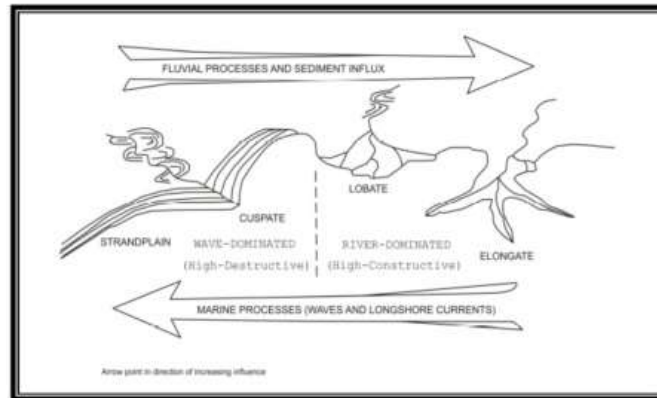 FLUVIAL PROCESSES AND SEDIMENT INFLUX
LOBATE
CUSPATE
STRANDPLAIN
WAVE-DOMINATED
(High-Destructive)
RIVER-DOMINATED
(High-Constructive)
ELONGATE
MARINE PROCESSES (WAVES AND LONGSHORE CURRENTS)
Arrow point in direction of increasing influence